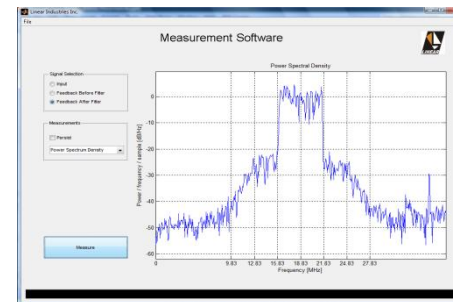 Linear Industries Inc.
File
Measurement Software
LINEAR
Signal Selection
Input
Feedback Before Filter
Feedback After Filter
Measurements
Persist
Power Spectrum Density
Measure
Power Spectral Density
Power / frequency / sample [dBHz]
0
-10
-20
-30
-40
-50
-60
0 9.83 12.83 15.83 18.83 21.83 24.83 27.83
Frequency [MHz]